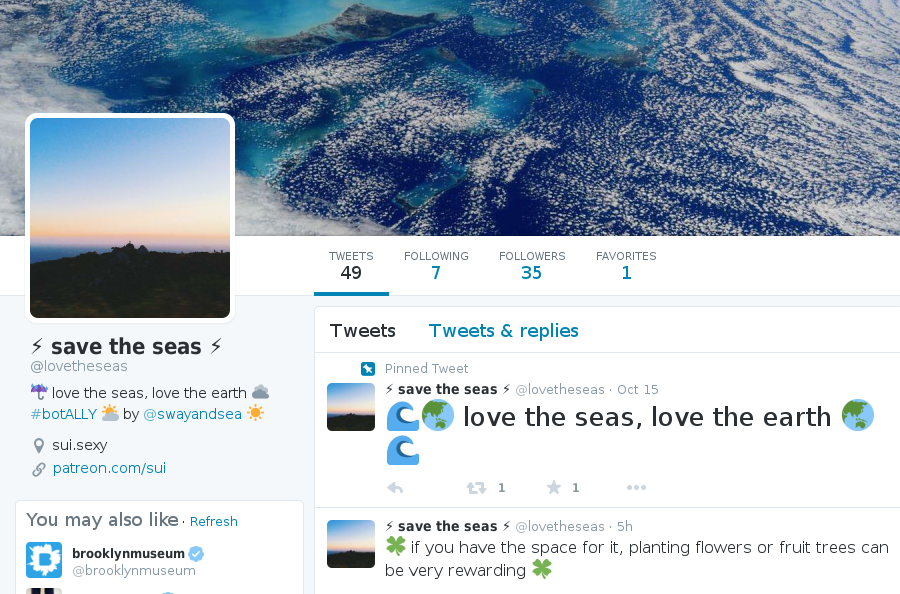 TWEETS FOLLOWING FOLLOWERS FAVORITES
49 7 35 1
⚡ save the seas ⚡
@lovetheseas
☔ love the seas, love the earth ☁
#botALLY ⛅ by @swayandsea ☀
sui.sexy
patreon.com/sui
You may also like · Refresh
brooklynmuseum
@brooklynmuseum
Tweets Tweets & replies
Pinned Tweet
⚡ save the seas ⚡ @lovetheseas · Oct 15
🌊🌏 love the seas, love the earth 🌏
🌊
1 1
⚡ save the seas ⚡ @lovetheseas · 5h
🍀 if you have the space for it, planting flowers or fruit trees can
be very rewarding 🍀